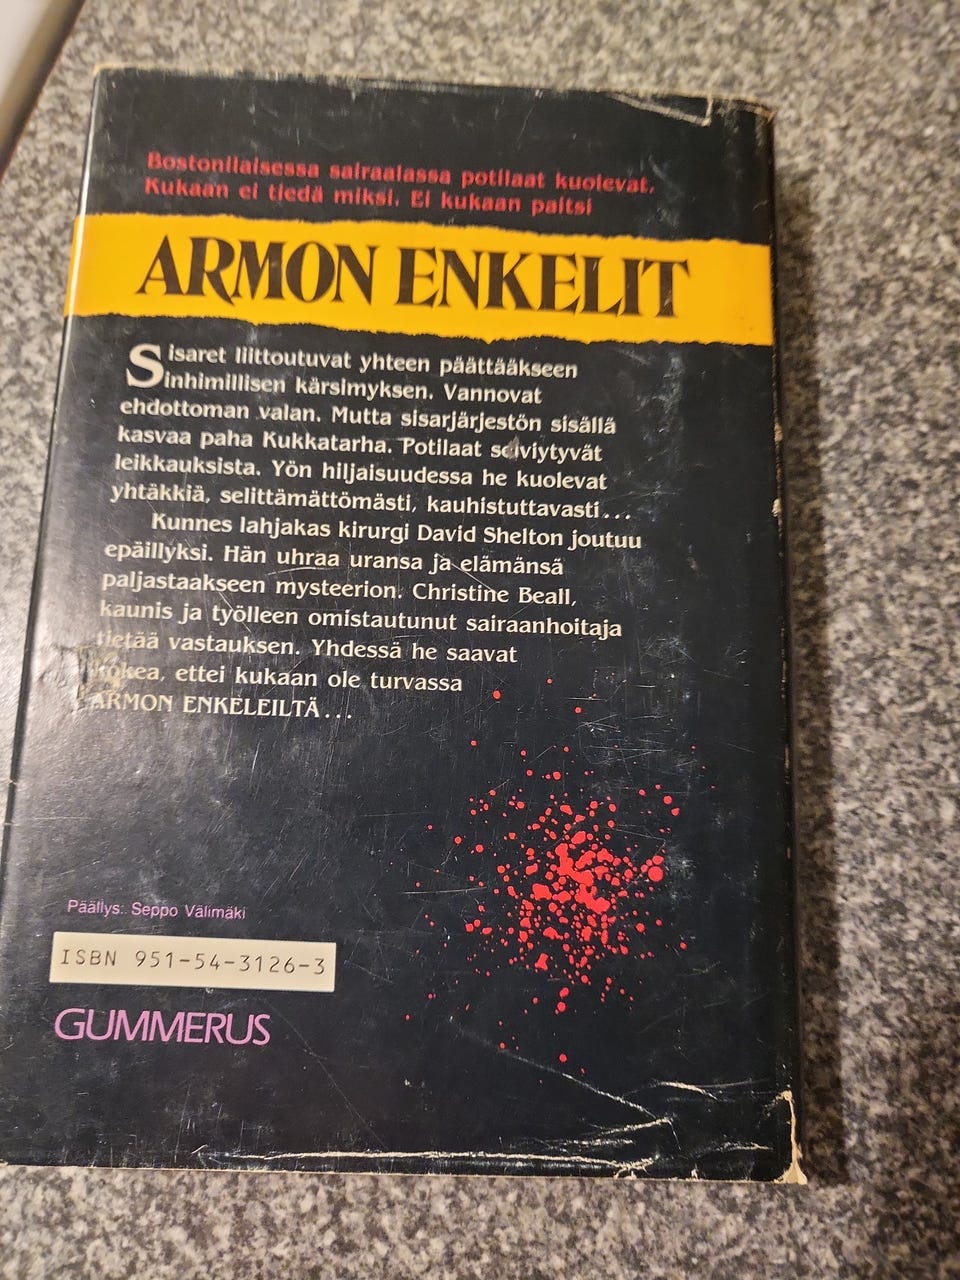 Bostonilaisessa sairaalassa potilaat kuolevat.
Kukaan ei tiedä miksi. Ei kukaan paitsi
ARMON ENKELIT
Sisaret liittoutuvat yhteen päättääkseen
inhimillisen kärsimyksen. Vannovat
ehdottoman valan. Mutta sisarjärjestön sisällä
kasvaa paha Kukkatarha. Potilaat selviytyvät
leikkauksista. Yön hiljaisuudessa he kuolevat
yhtäkkiä, selittämättömästi, kauhistuttavasti...
Kunnes lahjakas kirurgi David Shelton joutuu
epäillyksi. Hän uhraa uransa ja elämänsä
paljastaakseen mysteerion. Christine Beall,
kaunis ja työlleen omistautunut sairaanhoitaja
tietää vastauksen. Yhdessä he saavat
kokea, ettei kukaan ole turvassa
ARMON ENKELEILTÄ...
Päällys: Seppo Välimäki
ISBN 951-54-3126-3
GUMMERUS